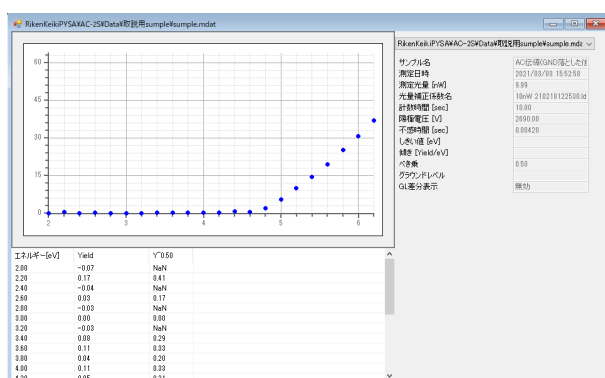 RikenKeikiPYSA¥AC-2S¥Data¥取説用sumple¥sumple.mdat
RikenKeikiPYSA¥AC-2S¥Data¥取説用sumple¥sumple.mda
60
45
30
15
0
2 3 4 5 6
サンプル名 AC伝導(GND落とした
測定日時 2021/03/03 15:52:58
測定光量 [nW] 9.99
光量補正係数名 10nW 210218122530.ld
計数時間 [sec] 10.00
陽極電圧 [V] 2690.00
不感時間 [sec] 0.00420
しきい値 [eV]
傾き [Yield/eV]
べき乗 0.50
グラウンドレベル
GL差分表示 無効
エネルギー[eV] Yield Y^0.50
2.00 -0.07 NaN
2.20 0.17 0.41
2.40 -0.04 NaN
2.60 0.03 0.17
2.80 -0.03 NaN
3.00 0.00 0.00
3.20 -0.03 NaN
3.40 0.08 0.29
3.60 0.11 0.33
3.80 0.04 0.20
4.00 0.11 0.33